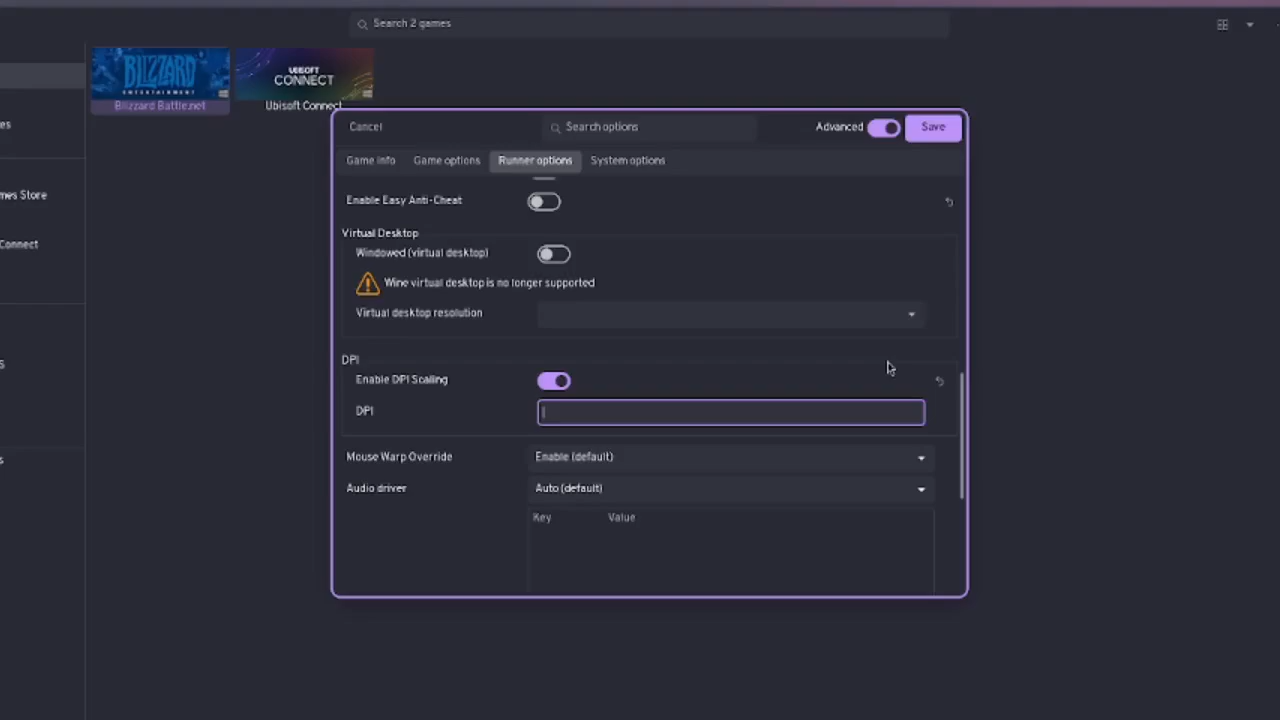 Search 2 games
BLIZZARD
ENTERTAINMENT
UBISOFT
CONNECT
Blizzard Battle.net
Ubisoft Connect
Cancel
Search options
Advanced
Save
Game info
Game options
Runner options
System options
es
mes Store
Connect
S
s
Enable Easy Anti-Cheat
Virtual Desktop
Windowed (virtual desktop)
Wine virtual desktop is no longer supported
Virtual desktop resolution
DPI
Enable DPI Scaling
DPI
Mouse Warp Override
Enable (default)
Audio driver
Auto (default)
Key
Value